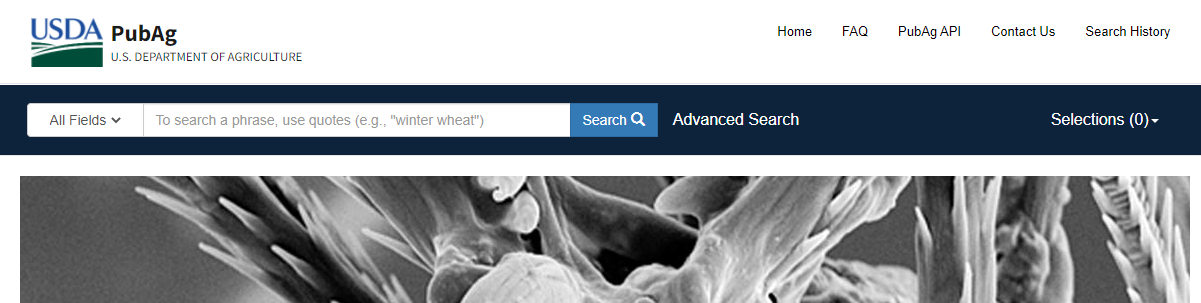 USDA
PubAg
U.S. DEPARTMENT OF AGRICULTURE
Home FAQ PubAg API Contact Us Search History
All Fields To search a phrase, use quotes (e.g., "winter wheat") Search Advanced Search Selections (0)